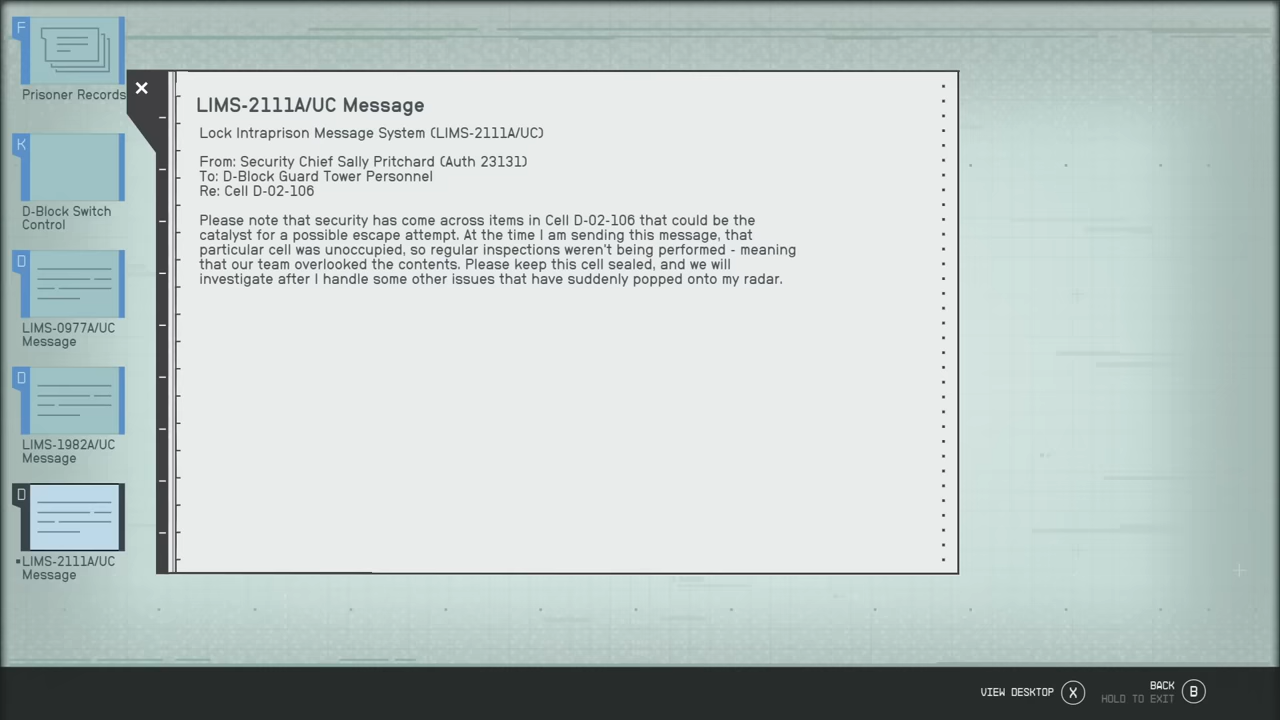 F
Prisoner Records
K
D-Block Switch
Control
D
LIMS-0977A/UC
Message
D
LIMS-1982A/UC
Message
D
LIMS-2111A/UC
Message
LIMS-2111A/UC Message
Lock Intraprison Message System (LIMS-2111A/UC)
From: Security Chief Sally Pritchard (Auth 23131)
To: D-Block Guard Tower Personnel
Re: Cell D-02-106
Please note that security has come across items in Cell D-02-106 that could be the
catalyst for a possible escape attempt. At the time I am sending this message, that
particular cell was unoccupied, so regular inspections weren't being performed - meaning
that our team overlooked the contents. Please keep this cell sealed, and we will
investigate after I handle some other issues that have suddenly popped onto my radar.
VIEW DESKTOP X
BACK B
HOLD TO EXIT